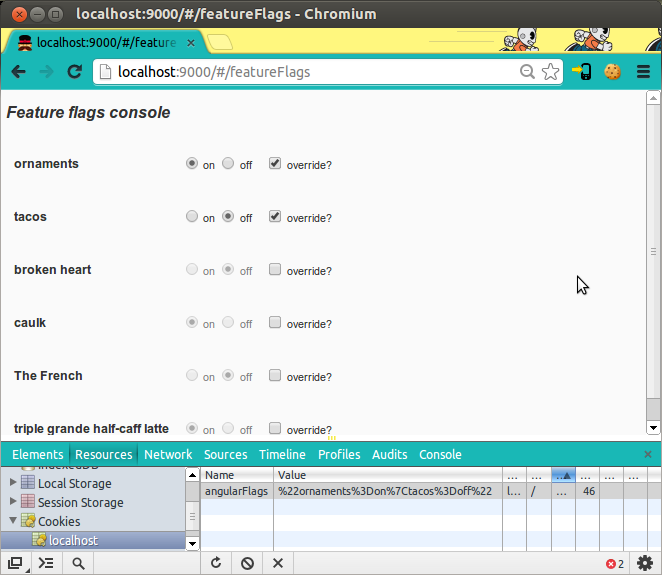 localhost:9000/#/featureFlags - Chromium
localhost:9000/#/feature
localhost:9000/#/featureFlags
Feature flags console
ornaments on off override?
tacos on off override?
broken heart on off override?
caulk on off override?
The French on off override?
triple grande half-caff latte on off override?
Elements Resources Network Sources Timeline Profiles Audits Console
IndexedDB
Local Storage
Session Storage
Cookies
localhost
Name Value ... ... ... ... ... ...
angularFlags %22ornaments%3Don%7Ctacos%3Doff%22 l... / ... 46
2